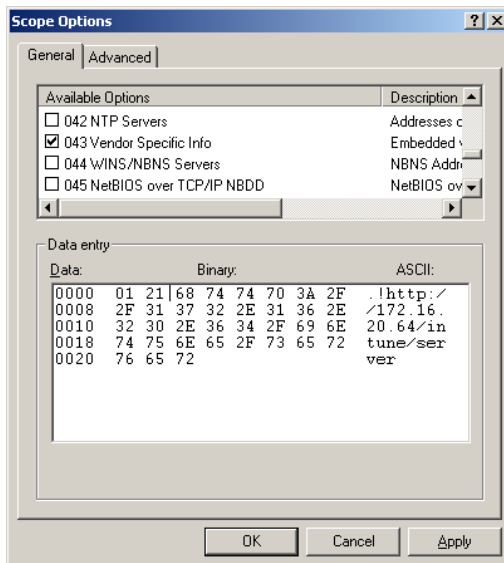 Scope Options
General Advanced
Available Options Description
042 NTP Servers Addresses c
043 Vendor Specific Info Embedded v
044 WINS/NBNS Servers NBNS Addr
045 NetBIOS over TCP/IP NBDD NetBIOS ov
Data entry
Data: Binary: ASCII:
0000 01 21 68 74 74 70 3A 2F .!http:/
0008 2F 31 37 32 2E 31 36 2E /172.16.
0010 32 30 2E 36 34 2F 69 6E 20.64/in
0018 74 75 6E 65 2F 73 65 72 tune/ser
0020 76 65 72 ver
OK Cancel Apply